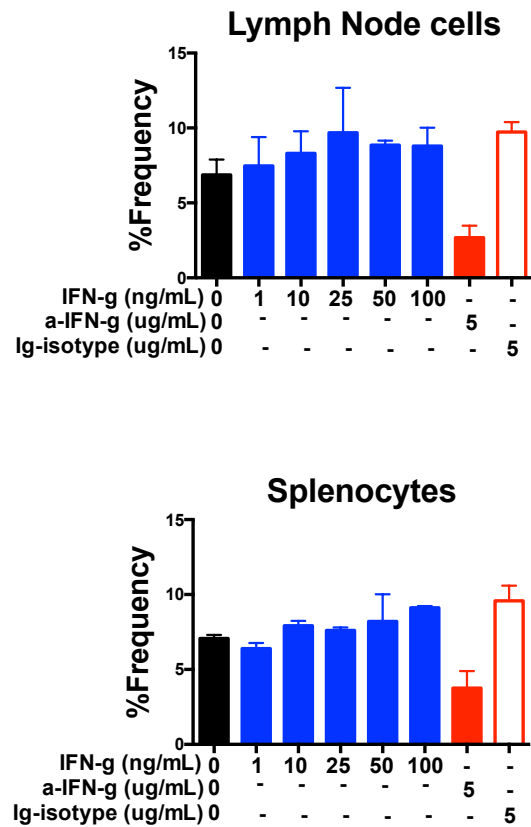 Lymph Node cells
15
10
5
0
%Frequency
IFN-g (ng/mL) 0 1 10 25 50 100 - -
a-IFN-g (ug/mL) 0 - - - - - 5 -
Ig-isotype (ug/mL) 0 - - - - - - 5
Splenocytes
15
10
5
0
%Frequency
IFN-g (ng/mL) 0 1 10 25 50 100 - -
a-IFN-g (ug/mL) 0 - - - - - 5 -
Ig-isotype (ug/mL) 0 - - - - - - 5